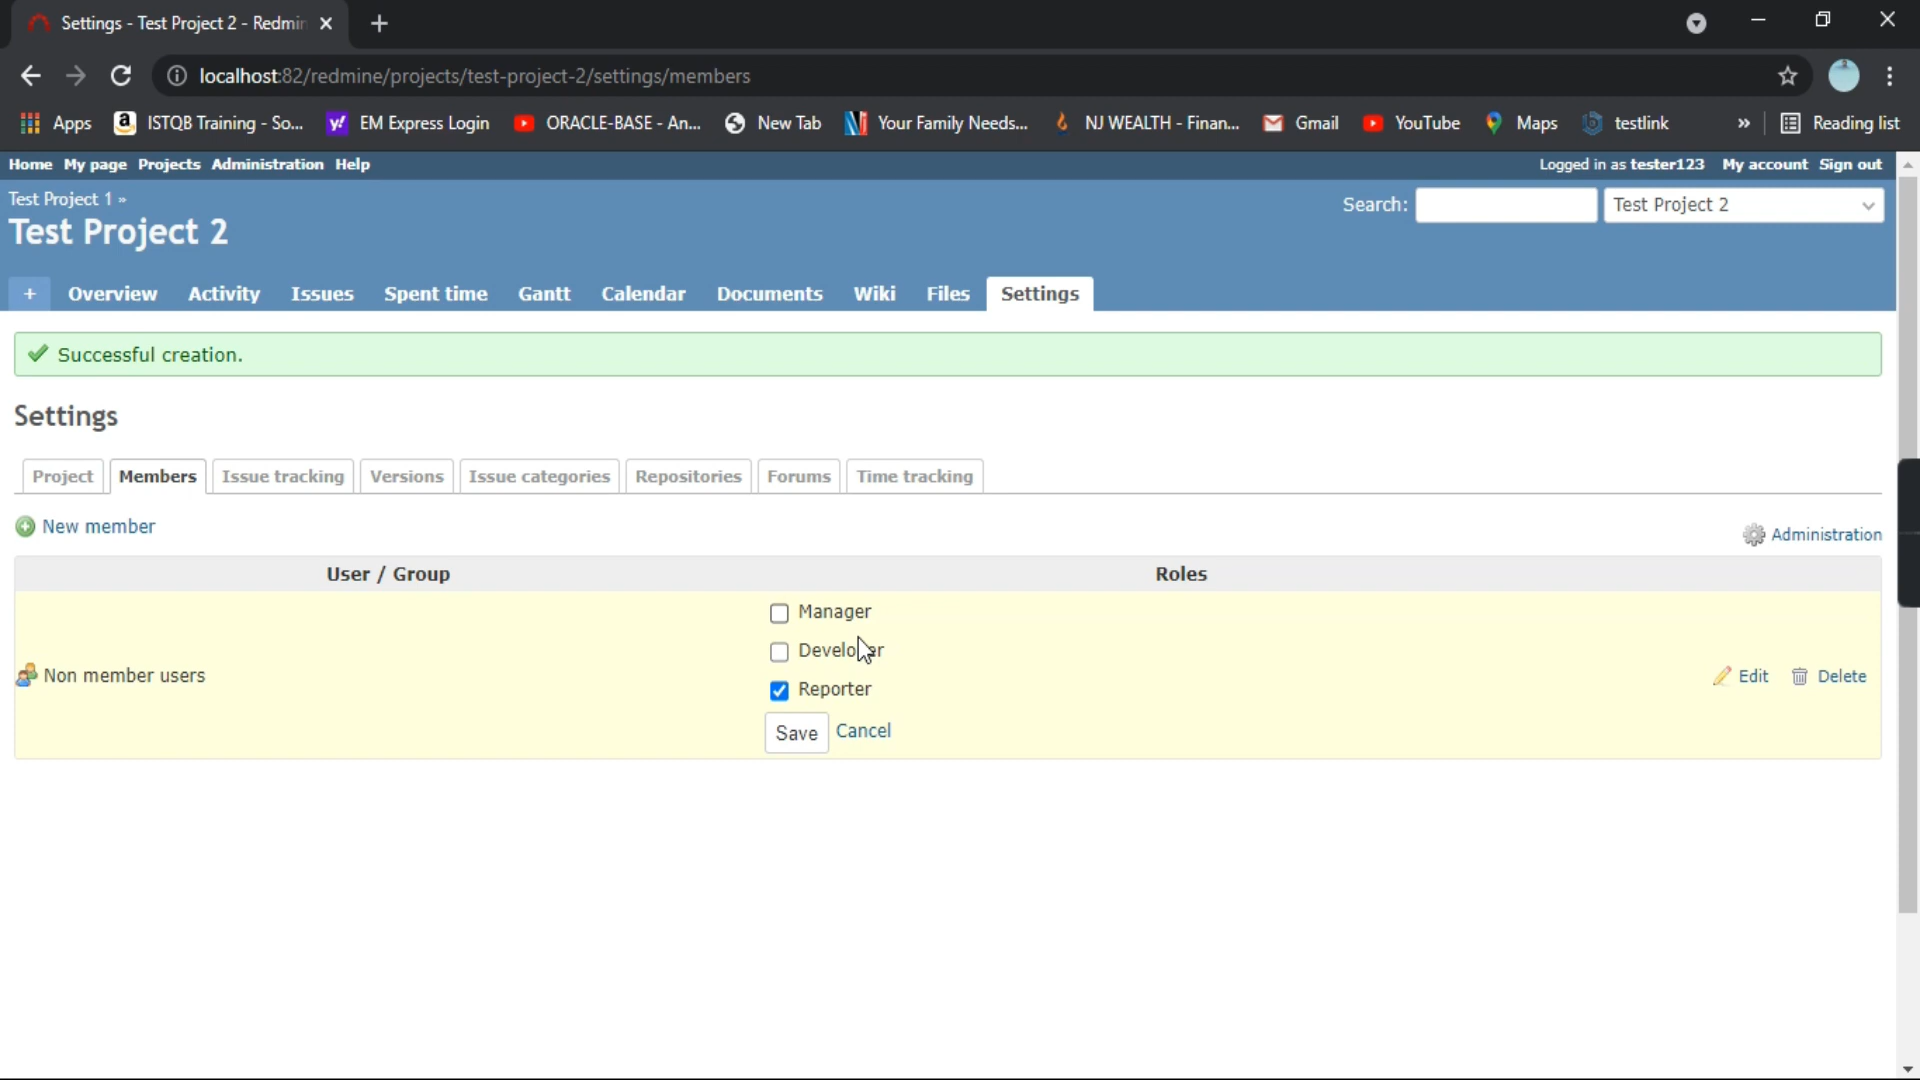 Settings - Test Project 2 - Redmin
localhost:82/redmine/projects/test-project-2/settings/members
Apps ISTQB Training - So... EM Express Login ORACLE-BASE - An... New Tab Your Family Needs... NJ WEALTH - Finan... Gmail YouTube Maps testlink » Reading list
Home My page Projects Administration Help Logged in as tester123 My account Sign out
Test Project 1 »
Search: Test Project 2
Test Project 2
+ Overview Activity Issues Spent time Gantt Calendar Documents Wiki Files Settings
Successful creation.
Settings
Project Members Issue tracking Versions Issue categories Repositories Forums Time tracking
New member Administration
User / Group Roles
Manager
Developer
Non member users Edit Delete
Reporter
Save Cancel